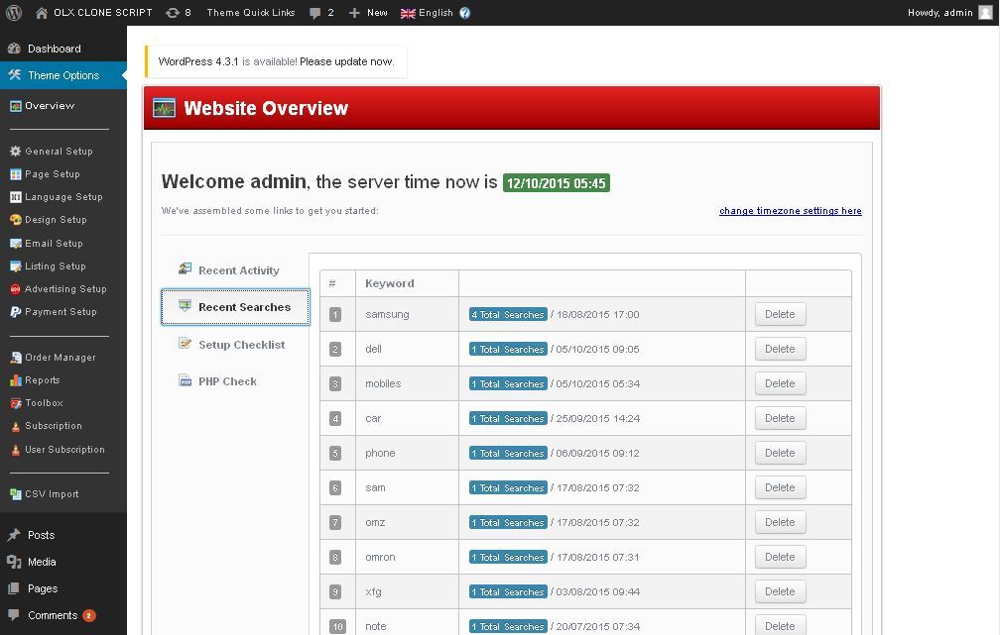 OLX CLONE SCRIPT 8 Theme Quick Links 2 New English ? Howdy, admin
Dashboard
Theme Options
Overview
General Setup
Page Setup
Language Setup
Design Setup
Email Setup
Listing Setup
Advertising Setup
Payment Setup
Order Manager
Reports
Toolbox
Subscription
User Subscription
CSV Import
Posts
Media
Pages
Comments 2
WordPress 4.3.1 is available! Please update now.
Website Overview
Welcome admin, the server time now is 12/10/2015 05:45
We've assembled some links to get you started: change timezone settings here
Recent Activity
Recent Searches
Setup Checklist
PHP Check
# Keyword
1 samsung 4 Total Searches / 18/08/2015 17:00 Delete
2 dell 1 Total Searches / 05/10/2015 09:05 Delete
3 mobiles 1 Total Searches / 05/10/2015 05:34 Delete
4 car 1 Total Searches / 25/09/2015 14:24 Delete
5 phone 1 Total Searches / 06/09/2015 09:12 Delete
6 sam 1 Total Searches / 17/08/2015 07:32 Delete
7 omz 1 Total Searches / 17/08/2015 07:32 Delete
8 omron 1 Total Searches / 17/08/2015 07:31 Delete
9 xfg 1 Total Searches / 03/08/2015 09:44 Delete
10 note 1 Total Searches / 20/07/2015 07:34 Delete